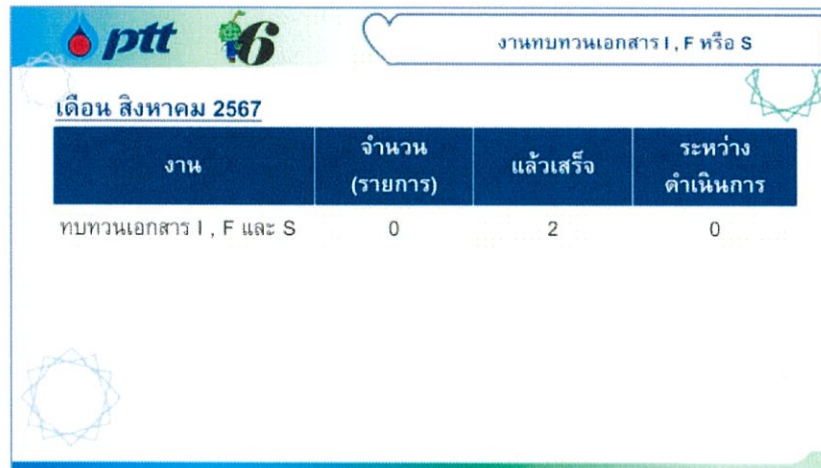 ptt 6
งานทบทวนเอกสาร I , F หรือ S
เดือน สิงหาคม 2567
งาน
จำนวน
(รายการ)
แล้วเสร็จ
ระหว่าง
ดำเนินการ
ทบทวนเอกสาร I , F และ S 0 2 0